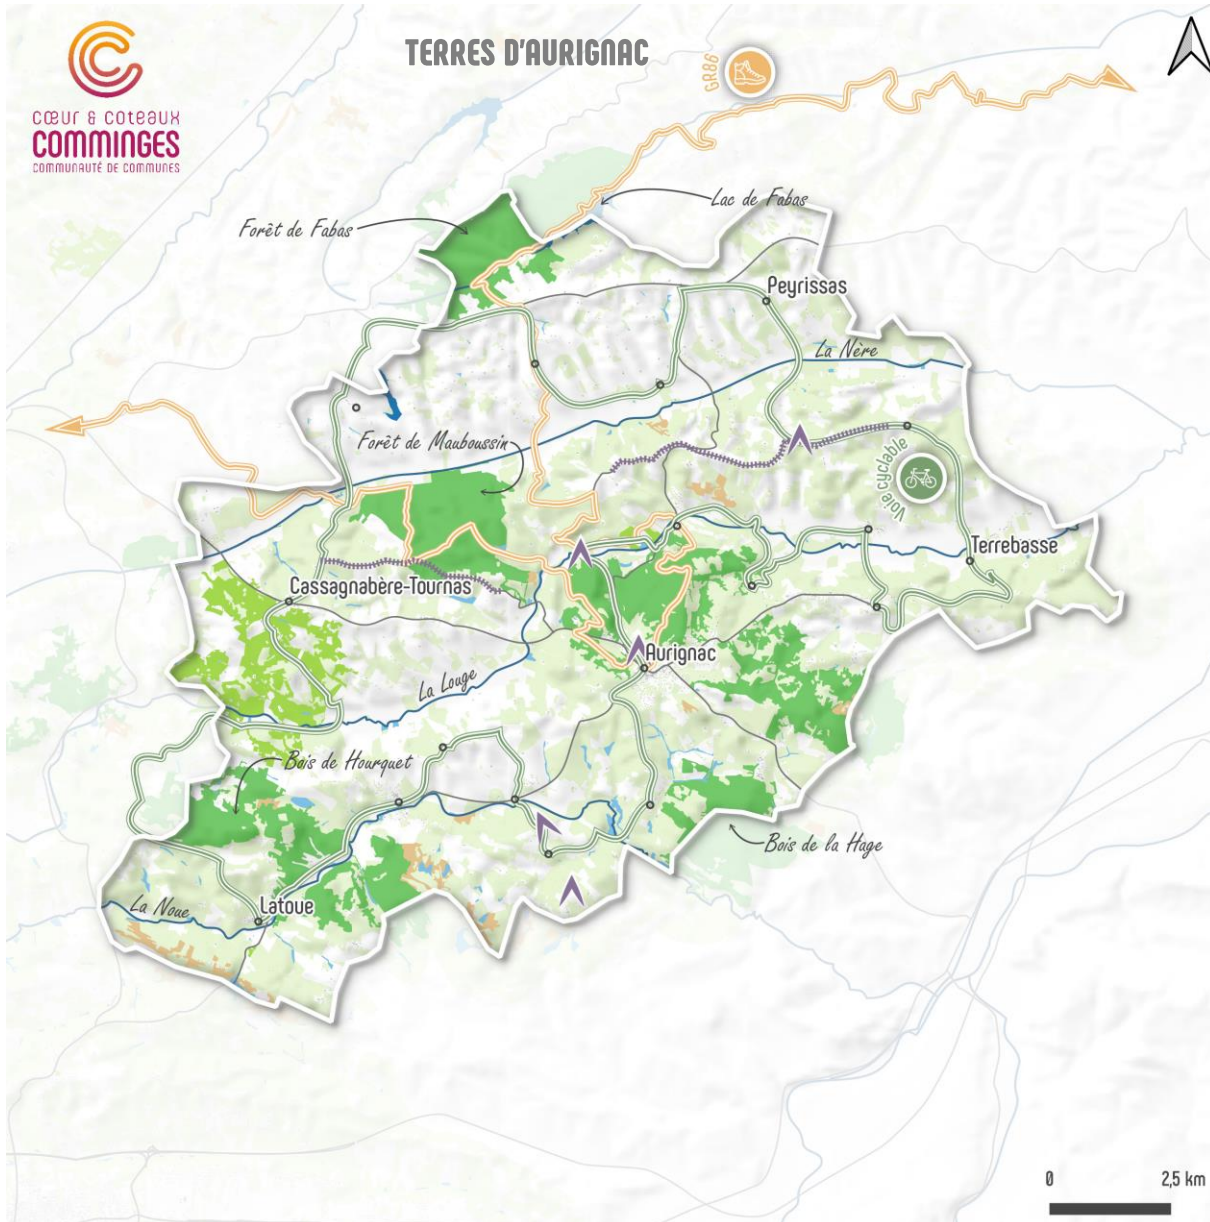 TERRES D'AURIGNAC
GR86
cœur & coteaux
COMMINGES
COMMUNAUTÉ DE COMMUNES
Lac de Fabas
Forêt de Fabas
Peyrissas
La Nère
Forêt de Mauboussin
Voie cyclable
Terrebasse
Cassagnabère-Tournas
Aurignac
La Louge
Bois de Hourquet
Bois de la Hage
La Noue
Latoue
0 2,5 km